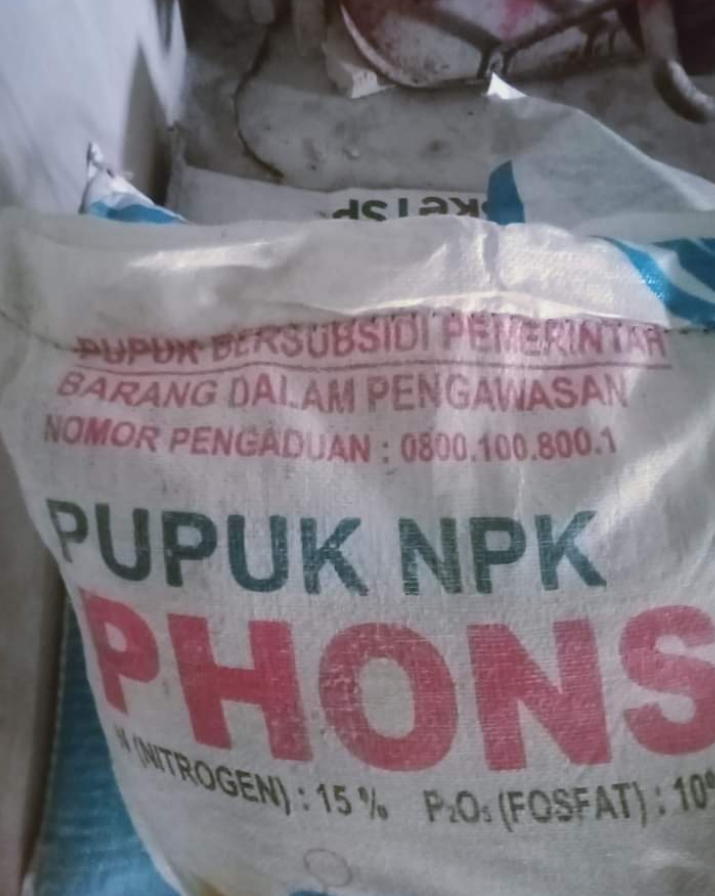 PUPUK BERSUBSIDI PEMERINTAH
BARANG DALAM PENGAWASAN
NOMOR PENGADUAN : 0800.100.800.1
PUPUK NPK
PHONS
N (NITROGEN) : 15 % P₂O₅ (FOSFAT) : 10%